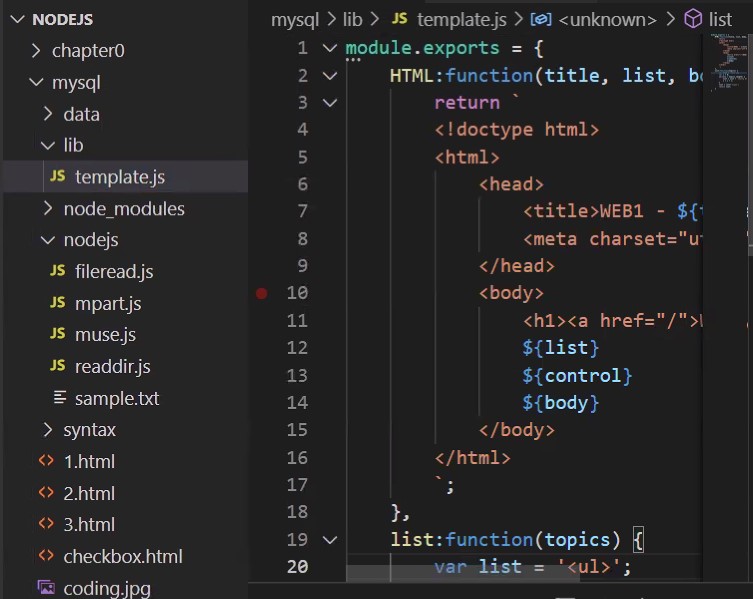 NODEJS
chapter0
mysql
data
lib
JS template.js
node_modules
nodejs
JS fileread.js
JS mpart.js
JS muse.js
JS readdir.js
sample.txt
syntax
<> 1.html
<> 2.html
<> 3.html
<> checkbox.html
coding.jpg
mysql > lib > JS template.js > <unknown> > list
1 module.exports = {
2 HTML:function(title, list, bo
3 return `
4 <!doctype html>
5 <html>
6 <head>
7 <title>WEB1 - ${
8 <meta charset="ut
9 </head>
10 <body>
11 <h1><a href="/">
12 ${list}
13 ${control}
14 ${body}
15 </body>
16 </html>
17 `;
18 },
19 list:function(topics) {
20 var list = '<ul>';